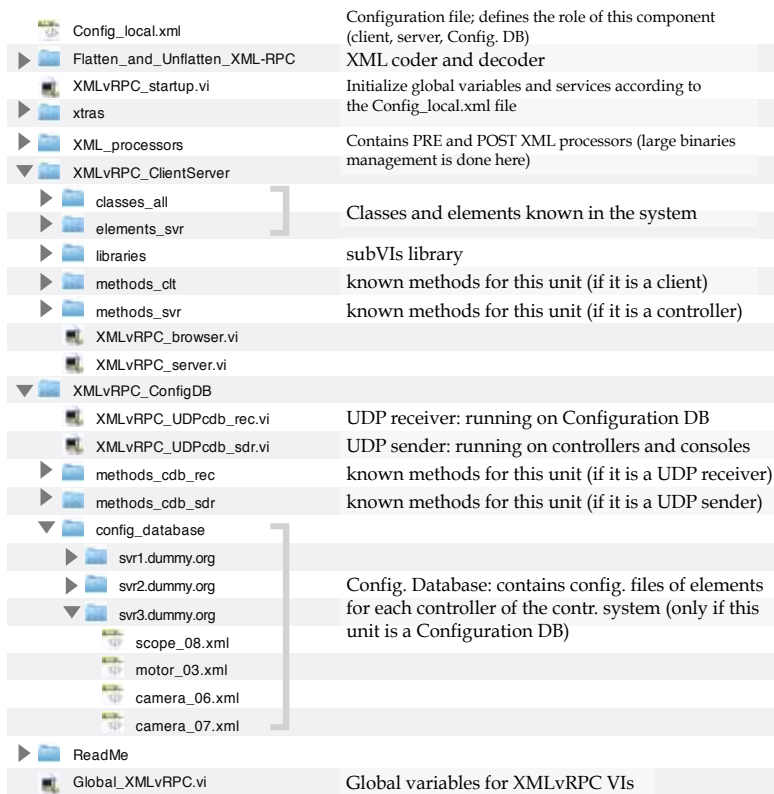 Config_local.xml
Configuration file; defines the role of this component
(client, server, Config. DB)
Flatten_and_Unflatten_XML-RPC
XML coder and decoder
XMLvRPC_startup.vi
Initialize global variables and services according to
the Config_local.xml file
xtras
XML_processors
Contains PRE and POST XML processors (large binaries
management is done here)
XMLvRPC_ClientServer
classes_all
elements_svr
Classes and elements known in the system
libraries
subVIs library
methods_clt
known methods for this unit (if it is a client)
methods_svr
known methods for this unit (if it is a controller)
XMLvRPC_browser.vi
XMLvRPC_server.vi
XMLvRPC_ConfigDB
XMLvRPC_UDPcdb_rec.vi
UDP receiver: running on Configuration DB
XMLvRPC_UDPcdb_sdr.vi
UDP sender: running on controllers and consoles
methods_cdb_rec
known methods for this unit (if it is a UDP receiver)
methods_cdb_sdr
known methods for this unit (if it is a UDP sender)
config_database
svr1.dummy.org
svr2.dummy.org
svr3.dummy.org
Config. Database: contains config. files of elements
for each controller of the contr. system (only if this
unit is a Configuration DB)
scope_08.xml
motor_03.xml
camera_06.xml
camera_07.xml
ReadMe
Global_XMLvRPC.vi
Global variables for XMLvRPC VIs